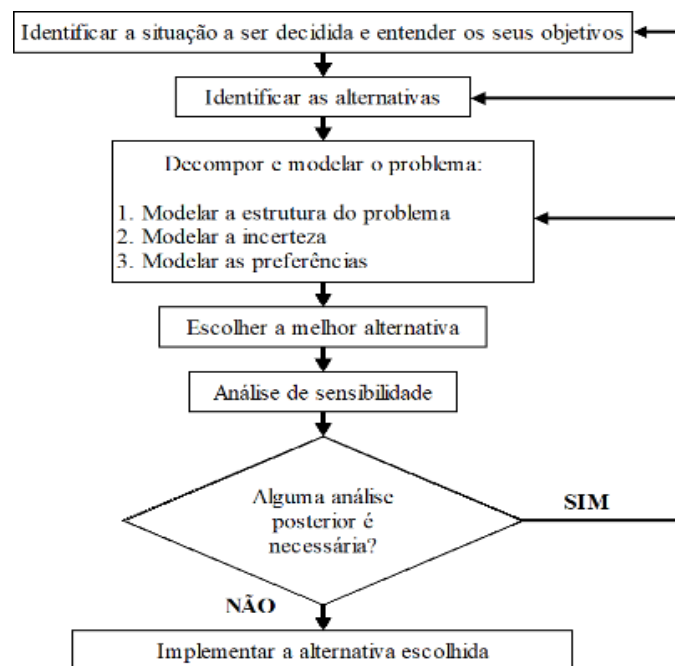 Identificar a situação a ser decidida e entender os seus objetivos
Identificar as alternativas
Decompor e modelar o problema:
1. Modelar a estrutura do problema
2. Modelar a incerteza
3. Modelar as preferências
Escolher a melhor alternativa
Análise de sensibilidade
Alguma análise
posterior é
necessária?
SIM
NÃO
Implementar a alternativa escolhida